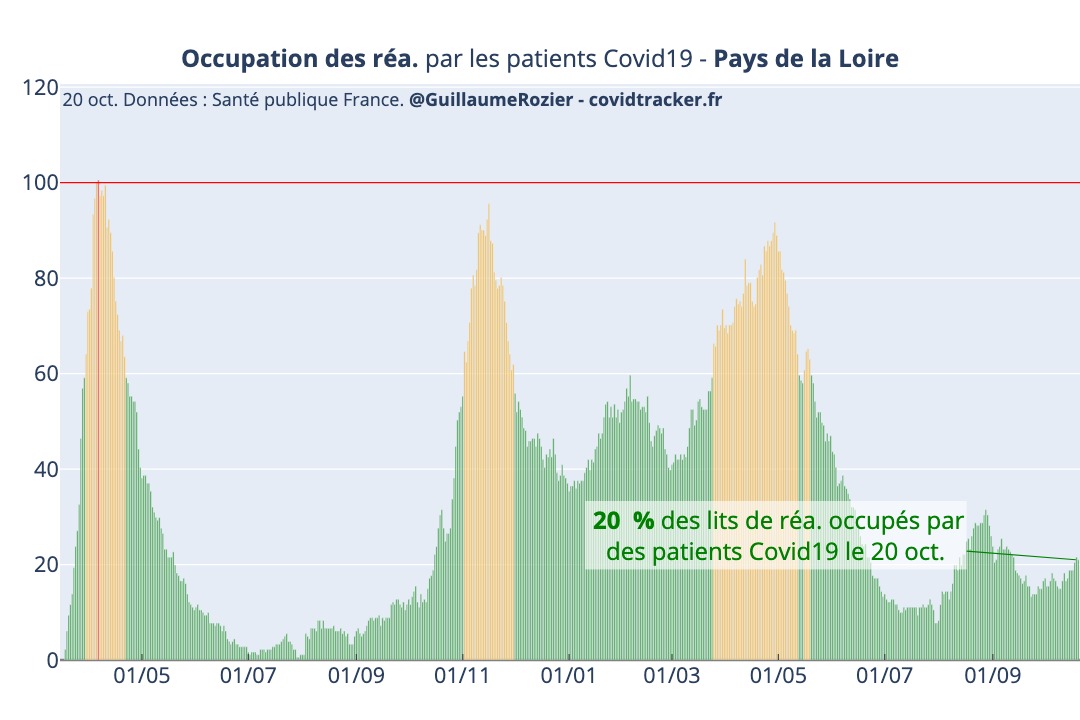 Occupation des réa. par les patients Covid19 - Pays de la Loire
20 oct. Données : Santé publique France. @GuillaumeRozier - covidtracker.fr
120
100
80
60
40
20
0
20 % des lits de réa. occupés par
des patients Covid19 le 20 oct.
01/05 01/07 01/09 01/11 01/01 01/03 01/05 01/07 01/09